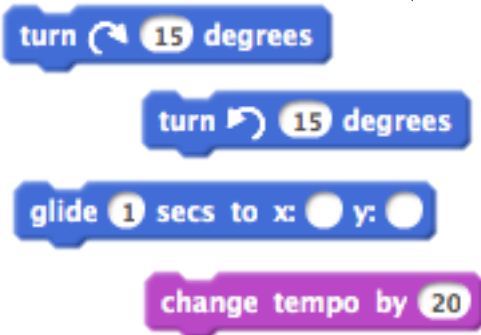 turn 15 degrees
turn 15 degrees
glide 1 secs to x: y:
change tempo by 20